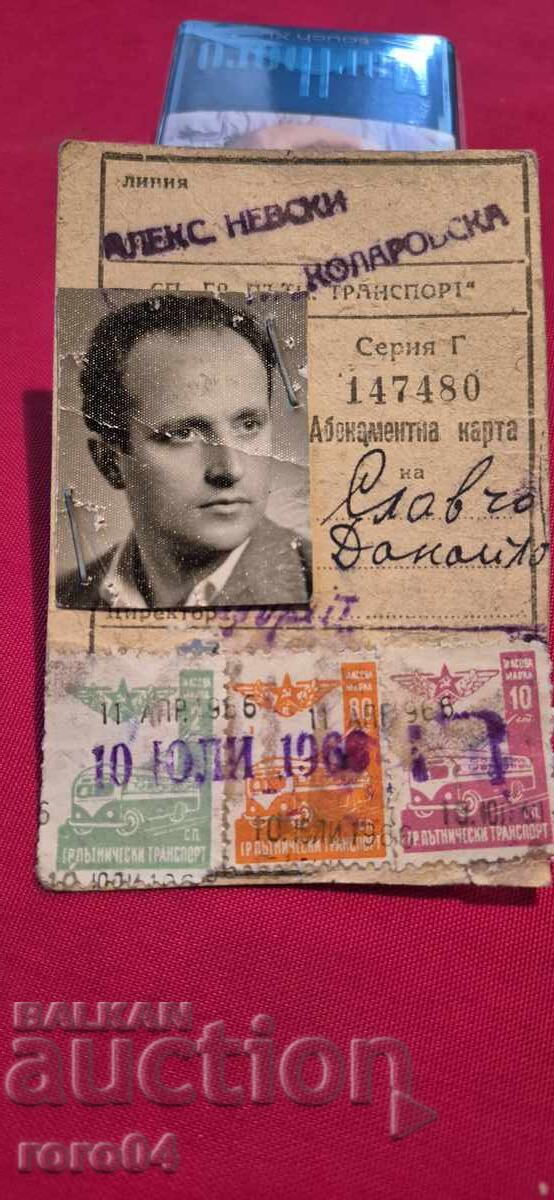 ЛИНИЯ
АЛЕКС. НЕВСКИ
КОЛАРОВСКА
ТРАНСПОРТ"
Серия Г
147480
Абонаментна карта
на
Славчо
Директор:
МАРКА
10
11 АПР. 1966
11 АПР. 1966
10 ЮЛИ 1966
10. ЮЛИ 1966
С.П.
ГР. ПЪТНИЧЕСКИ ТРАНСПОРТ
ГР. ПЪТНИЧЕСКИ ТРАНСПОРТ
ГР. ПЪТНИЧЕСКИ ТРАНСПОРТ
BALKAN
auction
roro04